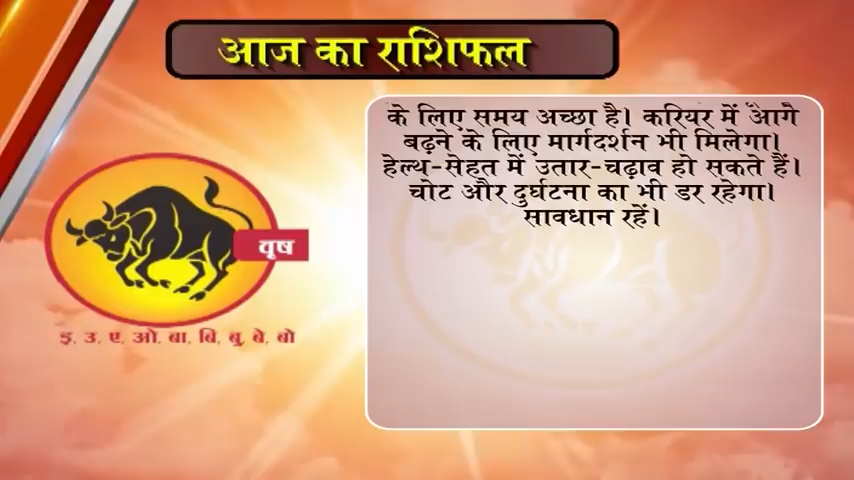 आज का राशिफल
के लिए समय अच्छा है। करियर में आगे
बढ़ने के लिए मार्गदर्शन भी मिलेगा।
हेल्थ-सेहत में उतार-चढ़ाव हो सकते हैं।
चोट और दुर्घटना का भी डर रहेगा।
सावधान रहें।
वृष
इ, उ, ए, ओ, बा, बि, बु, बे, बो